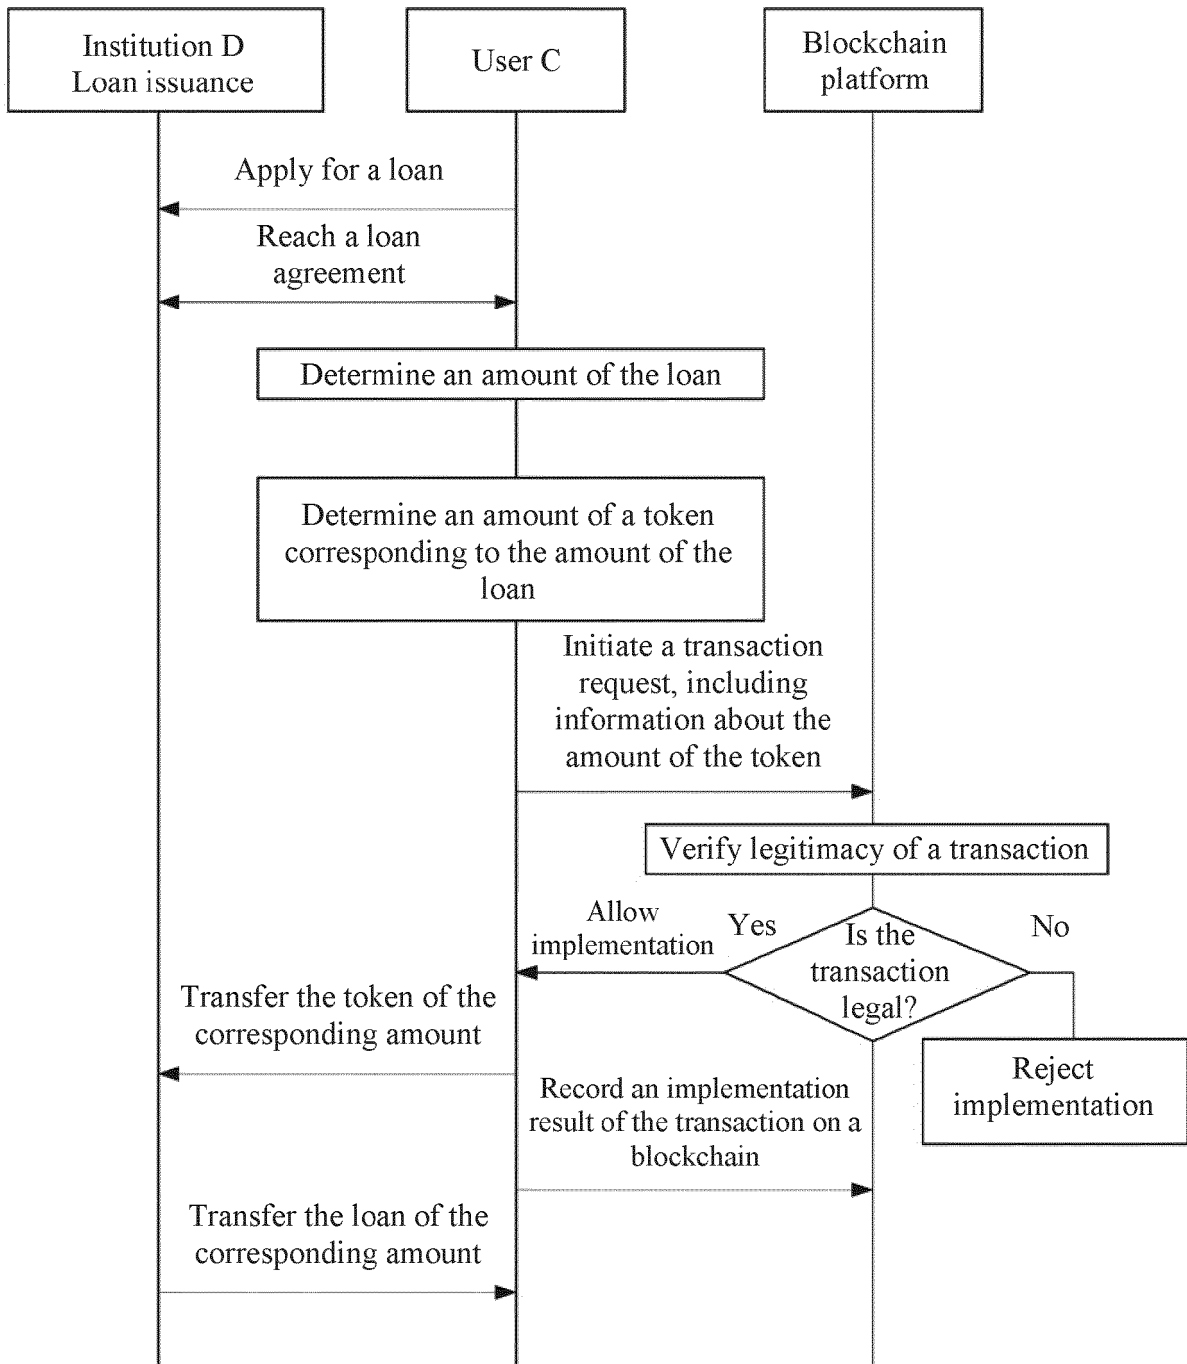 Institution D
Loan issuance
User C
Blockchain
platform
Apply for a loan
Reach a loan
agreement
Determine an amount of the loan
Determine an amount of a token
corresponding to the amount of the
loan
Initiate a transaction
request, including
information about the
amount of the token
Verify legitimacy of a transaction
Allow
implementation
Yes
Is the
transaction
legal?
No
Transfer the token of the
corresponding amount
Reject
implementation
Record an implementation
result of the transaction on a
blockchain
Transfer the loan of the
corresponding amount